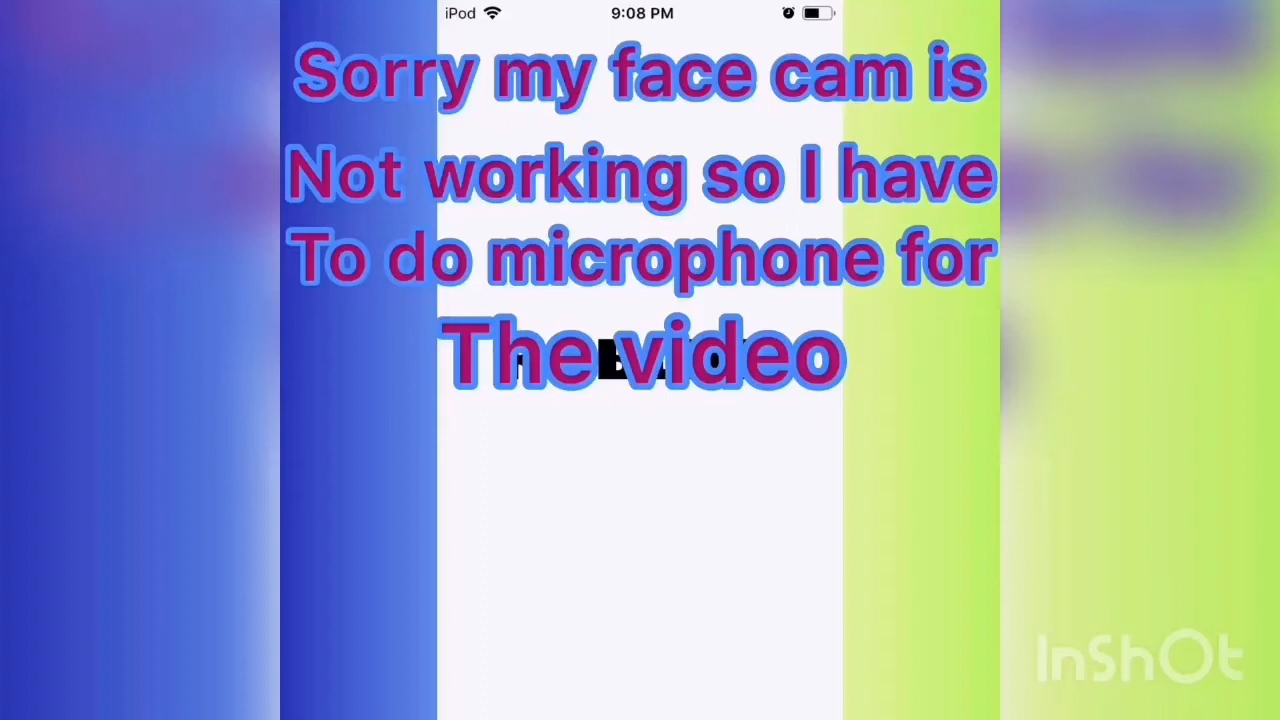 iPod 9:08 PM
Sorry my face cam is
Not working so I have
To do microphone for
The video
InShOt